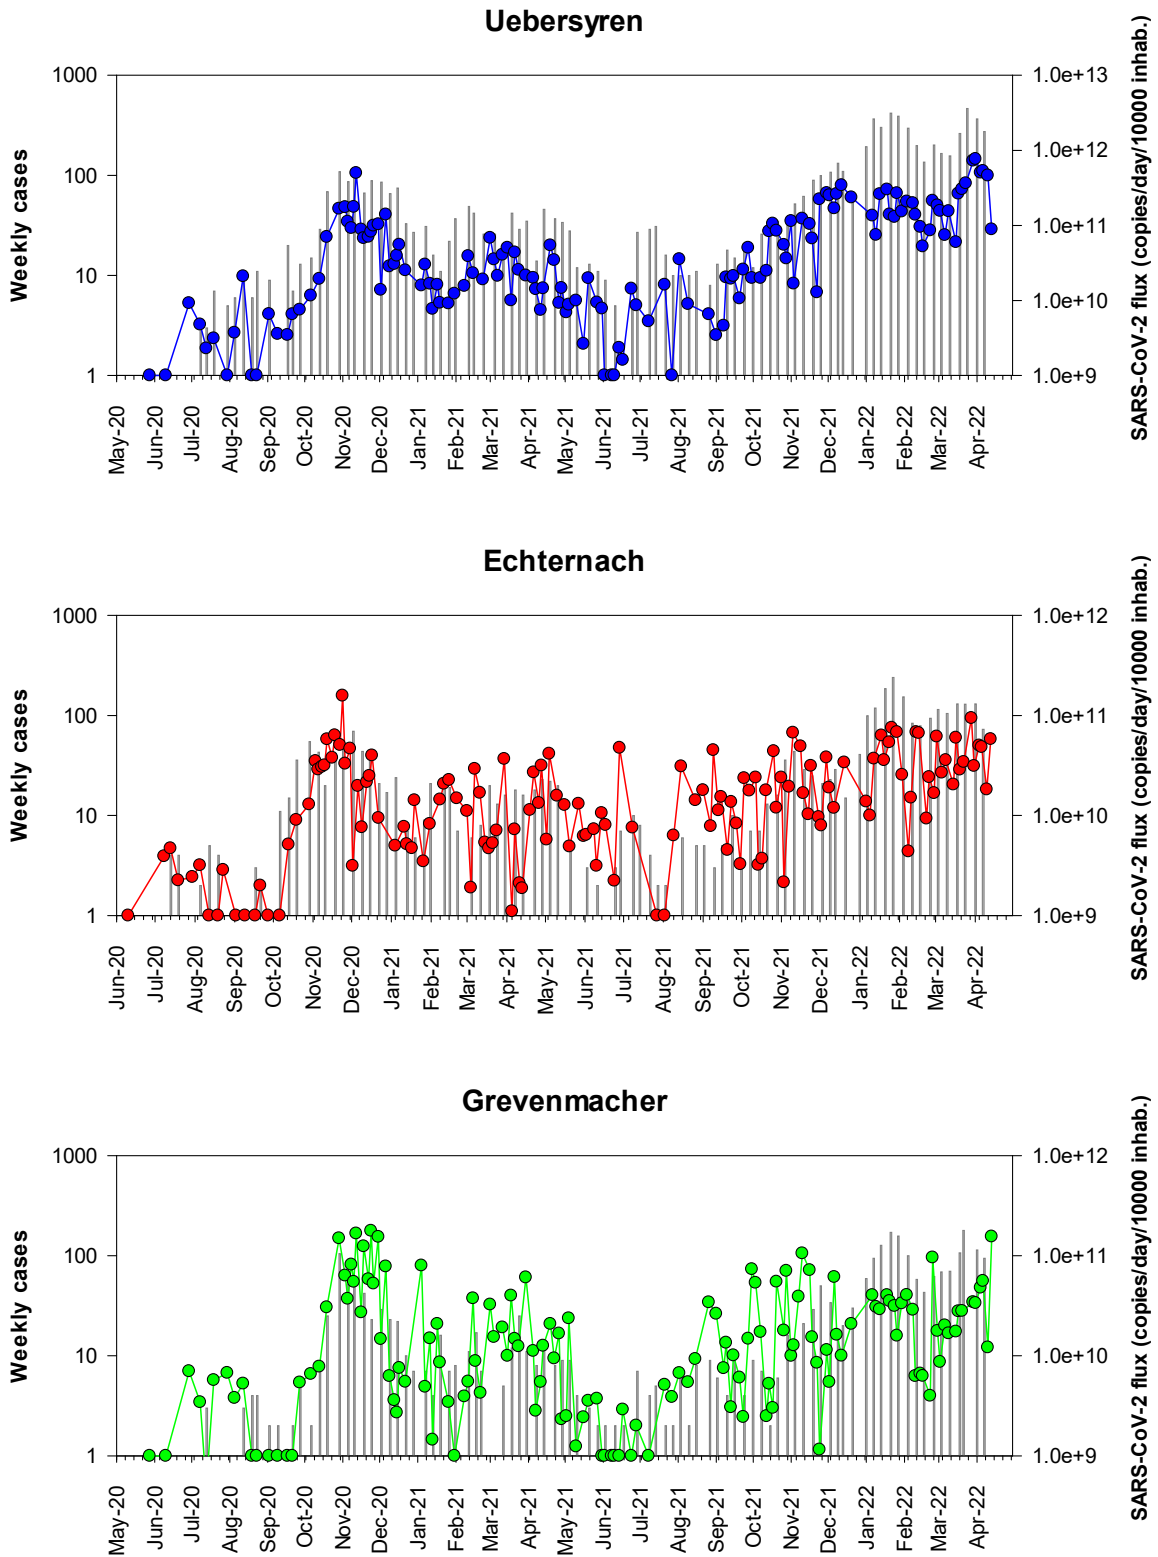 Uebersyren
Weekly cases
SARS-CoV-2 flux (copies/day/10000 inhab.)
1000
100
10
1
1.0e+13
1.0e+12
1.0e+11
1.0e+10
1.0e+9
May-20
Jun-20
Jul-20
Aug-20
Sep-20
Oct-20
Nov-20
Dec-20
Jan-21
Feb-21
Mar-21
Apr-21
May-21
Jun-21
Jul-21
Aug-21
Sep-21
Oct-21
Nov-21
Dec-21
Jan-22
Feb-22
Mar-22
Apr-22
Echternach
Weekly cases
SARS-CoV-2 flux (copies/day/10000 inhab.)
1000
100
10
1
1.0e+12
1.0e+11
1.0e+10
1.0e+9
Jun-20
Jul-20
Aug-20
Sep-20
Oct-20
Nov-20
Dec-20
Jan-21
Feb-21
Mar-21
Apr-21
May-21
Jun-21
Jul-21
Aug-21
Sep-21
Oct-21
Nov-21
Dec-21
Jan-22
Feb-22
Mar-22
Apr-22
Grevenmacher
Weekly cases
SARS-CoV-2 flux (copies/day/10000 inhab.)
1000
100
10
1
1.0e+12
1.0e+11
1.0e+10
1.0e+9
May-20
Jun-20
Jul-20
Aug-20
Sep-20
Oct-20
Nov-20
Dec-20
Jan-21
Feb-21
Mar-21
Apr-21
May-21
Jun-21
Jul-21
Aug-21
Sep-21
Oct-21
Nov-21
Dec-21
Jan-22
Feb-22
Mar-22
Apr-22